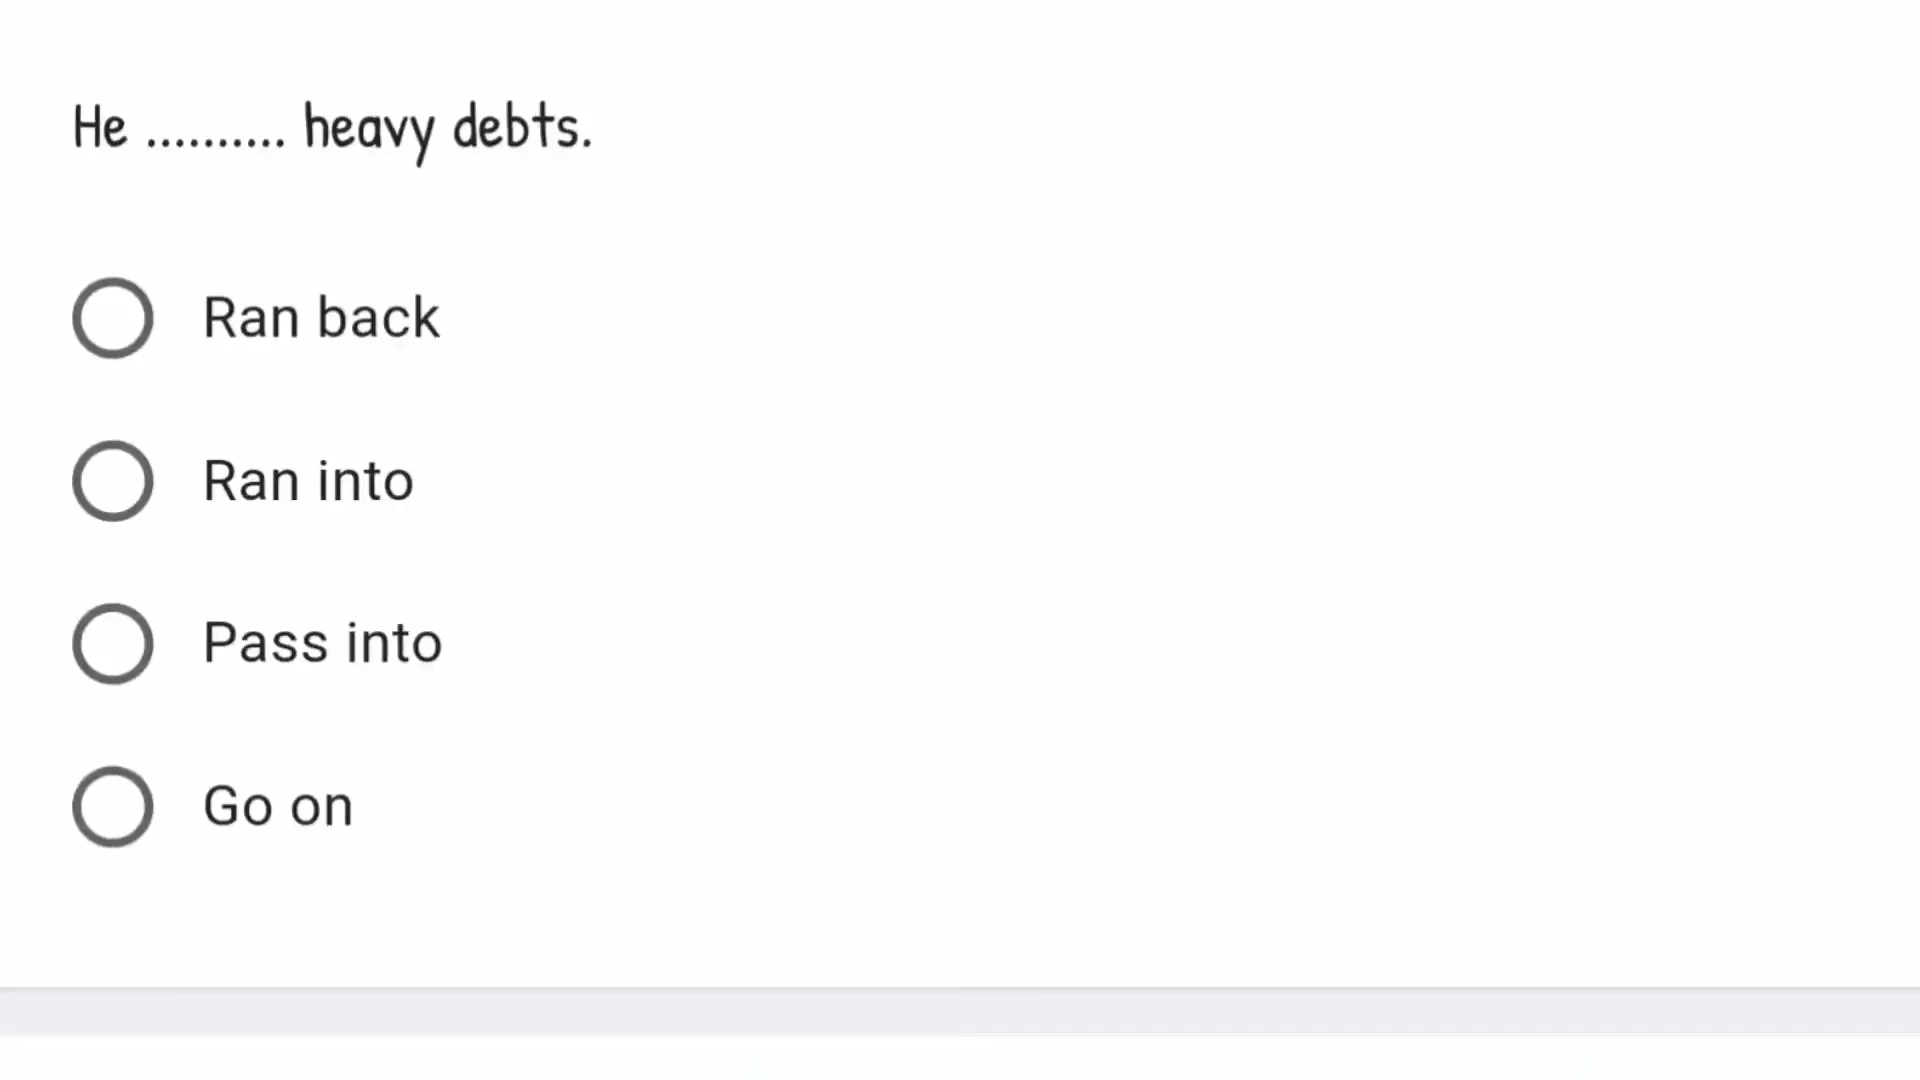 He .......... heavy debts.
Ran back
Ran into
Pass into
Go on